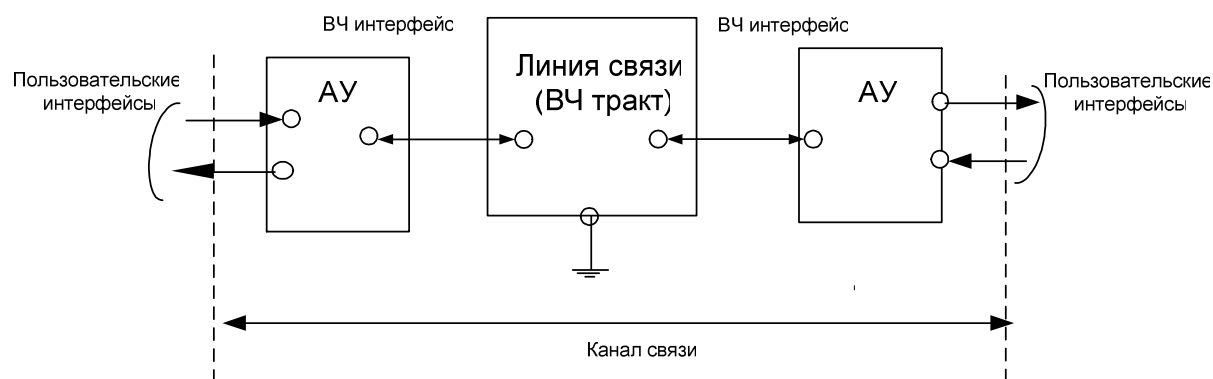 ВЧ интерфейс
ВЧ интерфейс
Пользовательские
интерфейсы
АУ
Линия связи
(ВЧ тракт)
АУ
Пользовательские
интерфейсы
Канал связи